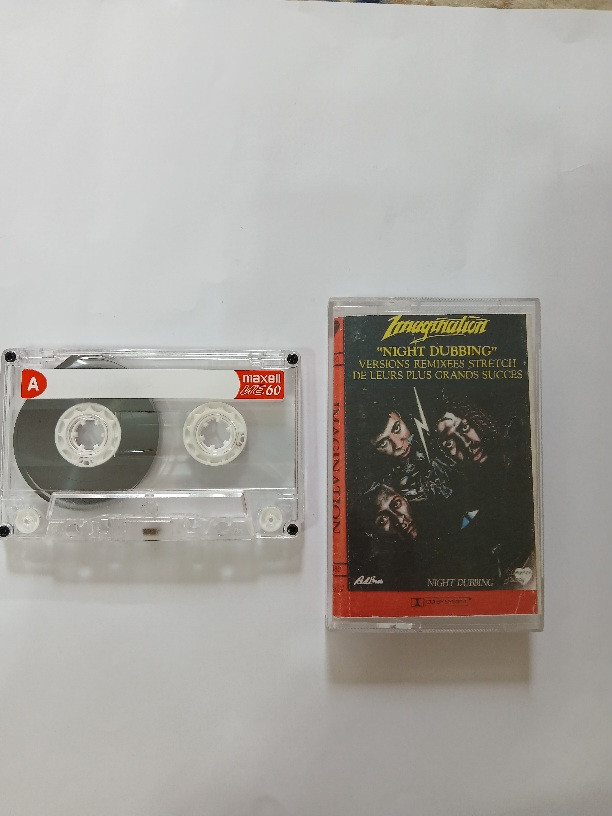 A
maxell
UR 60
Imagination
"NIGHT DUBBING"
VERSIONS REMIXEES STRETCH
DE LEURS PLUS GRANDS SUCCES
IMAGINATION
NIGHT DUBBING